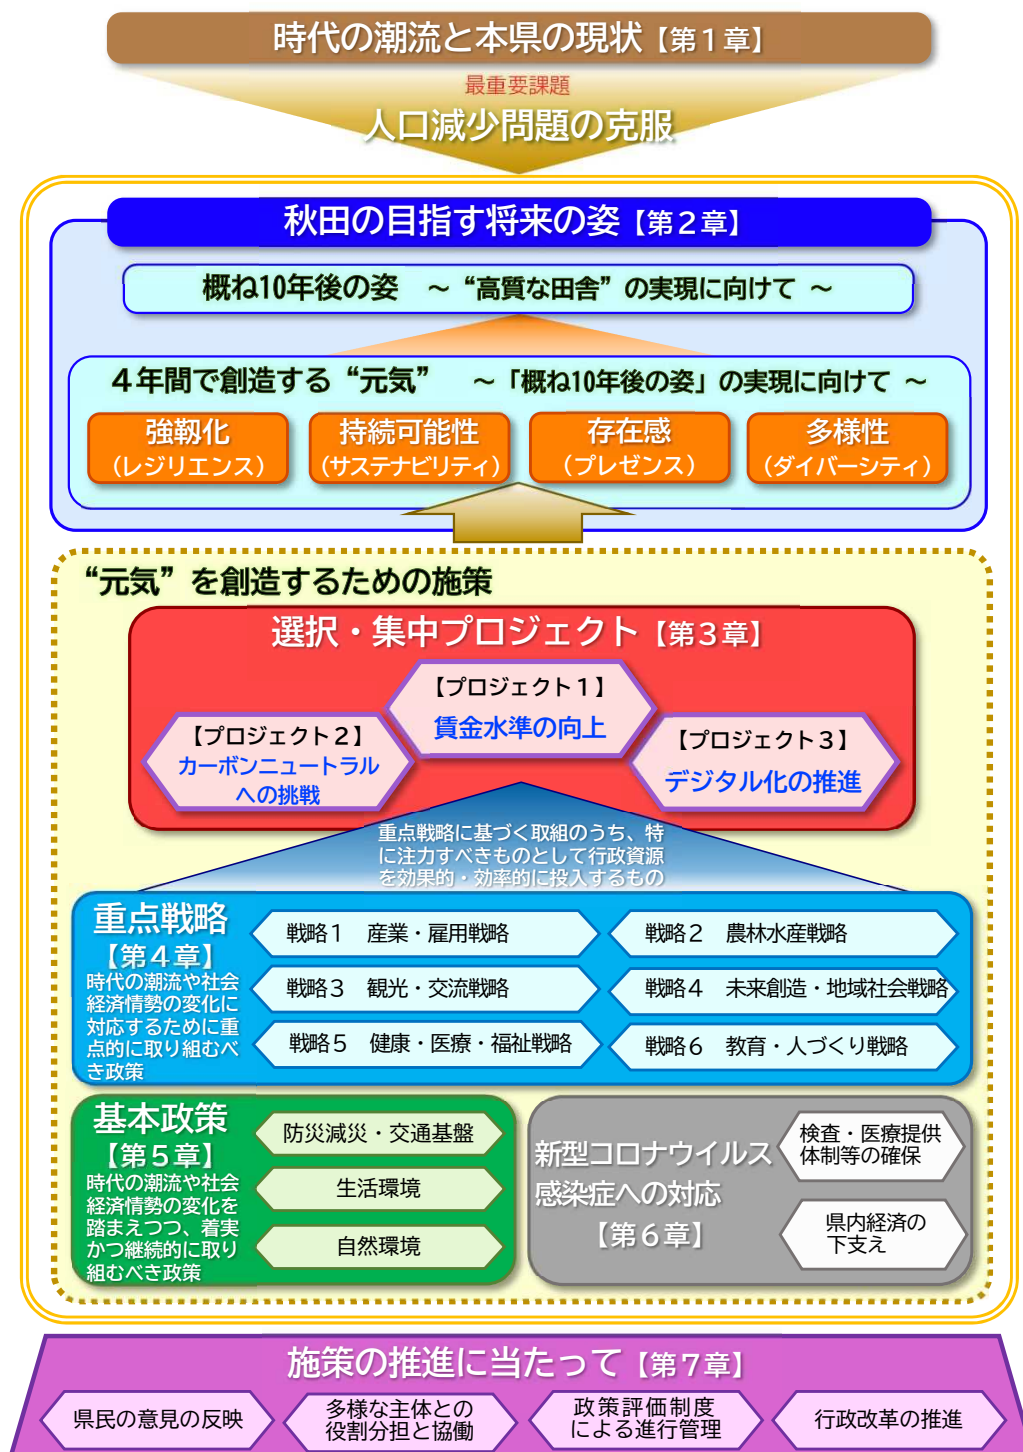 時代の潮流と本県の現状【第１章】
最重要課題
人口減少問題の克服
秋田の目指す将来の姿【第２章】
概ね10年後の姿　～“高質な田舎”の実現に向けて ～
４年間で創造する“元気”　～「概ね10年後の姿」の実現に向けて ～
強靱化
（レジリエンス）
持続可能性
（サステナビリティ）
存在感
（プレゼンス）
多様性
（ダイバーシティ）
“元気”を創造するための施策
選択・集中プロジェクト【第３章】
【プロジェクト１】
賃金水準の向上
【プロジェクト２】
カーボンニュートラル
への挑戦
【プロジェクト３】
デジタル化の推進
重点戦略に基づく取組のうち、特
に注力すべきものとして行政資源
を効果的・効率的に投入するもの
重点戦略
【第４章】
時代の潮流や社会
経済情勢の変化に
対応するために重
点的に取り組むべ
き政策
戦略１　産業・雇用戦略
戦略２　農林水産戦略
戦略３　観光・交流戦略
戦略４　未来創造・地域社会戦略
戦略５　健康・医療・福祉戦略
戦略６　教育・人づくり戦略
基本政策
【第５章】
時代の潮流や社会
経済情勢の変化を
踏まえつつ、着実
かつ継続的に取り
組むべき政策
防災減災・交通基盤
生活環境
自然環境
新型コロナウイルス
感染症への対応
【第６章】
検査・医療提供
体制等の確保
県内経済の
下支え
施策の推進に当たって【第７章】
県民の意見の反映
多様な主体との
役割分担と協働
政策評価制度
による進行管理
行政改革の推進